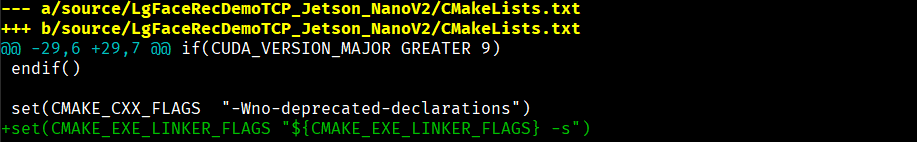 --- a/source/LgFaceRecDemoTCP_Jetson_NanoV2/CMakeLists.txt
+++ b/source/LgFaceRecDemoTCP_Jetson_NanoV2/CMakeLists.txt
@@ -29,6 +29,7 @@ if(CUDA_VERSION_MAJOR GREATER 9)
 endif()

 set(CMAKE_CXX_FLAGS  "-Wno-deprecated-declarations")
+set(CMAKE_EXE_LINKER_FLAGS "${CMAKE_EXE_LINKER_FLAGS} -s")